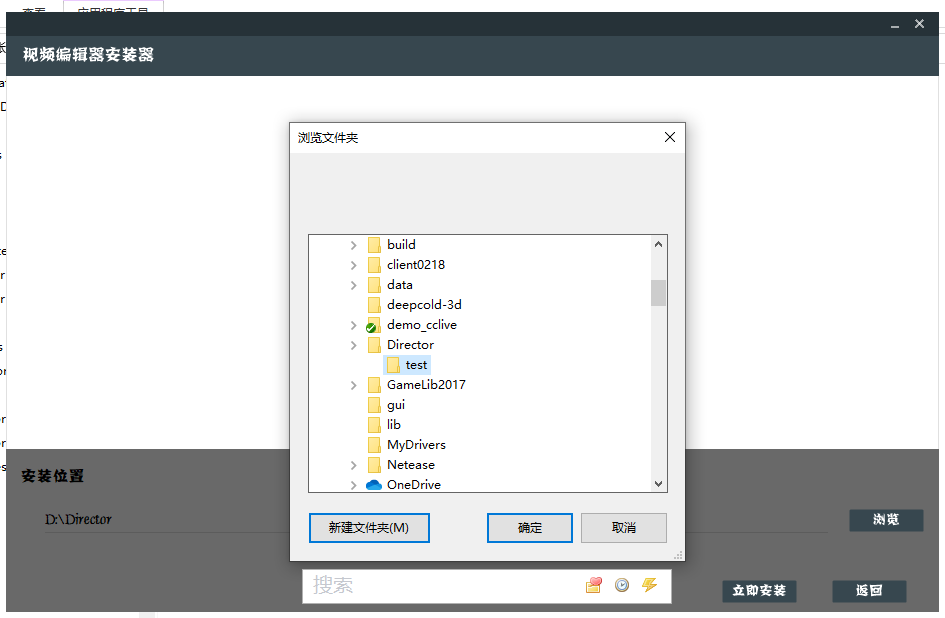 查看
应用程序工具
视频编辑器安装器
浏览文件夹
build
client0218
data
deepcold-3d
demo_cclive
Director
test
GameLib2017
gui
lib
MyDrivers
Netease
OneDrive
新建文件夹(M)
确定
取消
安装位置
D:\Director
浏览
搜索
立即安装
返回